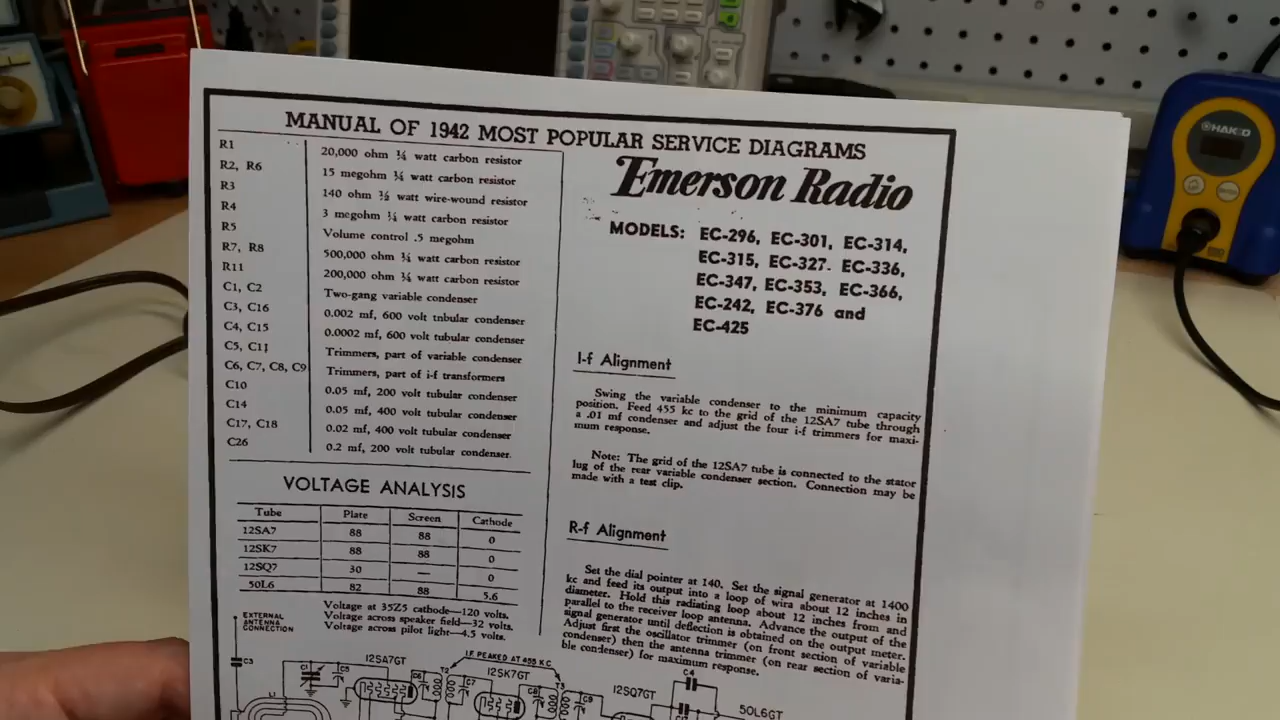 MANUAL OF 1942 MOST POPULAR SERVICE DIAGRAMS
R1 20,000 ohm ¼ watt carbon resistor
R2, R6 15 megohm ¼ watt carbon resistor
R3 140 ohm ½ watt wire-wound resistor
R4 3 megohm ¼ watt carbon resistor
R5 Volume control .5 megohm
R7, R8 500,000 ohm ¼ watt carbon resistor
R11 200,000 ohm ¼ watt carbon resistor
C1, C2 Two-gang variable condenser
C3, C16 0.002 mf, 600 volt tubular condenser
C4, C15 0.0002 mf, 600 volt tubular condenser
C5, C11 Trimmers, part of variable condenser
C6, C7, C8, C9 Trimmers, part of i-f transformers
C10 0.05 mf, 200 volt tubular condenser
C14 0.05 mf, 400 volt tubular condenser
C17, C18 0.02 mf, 400 volt tubular condenser
C26 0.2 mf, 200 volt tubular condenser.
VOLTAGE ANALYSIS
Tube Plate Screen Cathode
12SA7 88 88 0
12SK7 88 88 0
12SQ7 30 — 0
50L6 82 88 5.6
Voltage at 35Z5 cathode—120 volts.
Voltage across speaker field—32 volts.
Voltage across pilot light—4.5 volts.
Emerson Radio
MODELS: EC-296, EC-301, EC-314,
EC-315, EC-327. EC-336,
EC-347, EC-353, EC-366,
EC-242, EC-376 and
EC-425
I-f Alignment
Swing the variable condenser to the minimum capacity
position. Feed 455 kc to the grid of the 12SA7 tube through
a .01 mf condenser and adjust the four i-f trimmers for maxi-
mum response.
Note: The grid of the 12SA7 tube is connected to the stator
lug of the rear variable condenser section. Connection may be
made with a test clip.
R-f Alignment
Set the dial pointer at 140. Set the signal generator at 1400
kc and feed its output into a loop of wira about 12 inches in
diameter. Hold this radiating loop about 12 inches from and
parallel to the receiver loop antenna. Advance the output of the
signal generator until deflection is obtained on the output meter.
Adjust first the oscillator trimmer (on front section of variable
condenser) then the antenna trimmer (on rear section of varia-
ble condenser) for maximum response.
EXTERNAL
ANTENNA
CONNECTION
C3
L1
C1
C5
12SA7GT
C6
T2
C7
I.F. PEAKED AT 455 KC
12SK7GT
C8
C9
12SQ7GT
C4
50L6GT
HAKKO